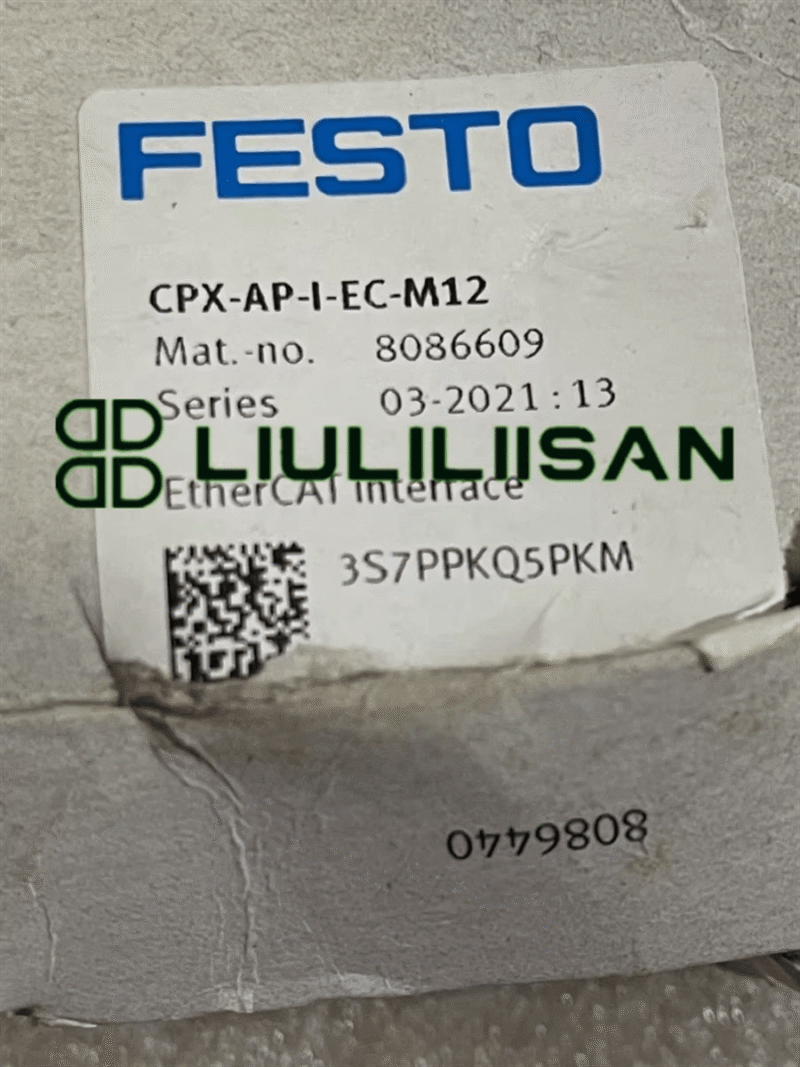 FESTO
CPX-AP-I-EC-M12
Mat.-no. 8086609
Series 03-2021:13
LIULILIISAN
EtherCAT interface
3S7PPKQ5PKM
8086440